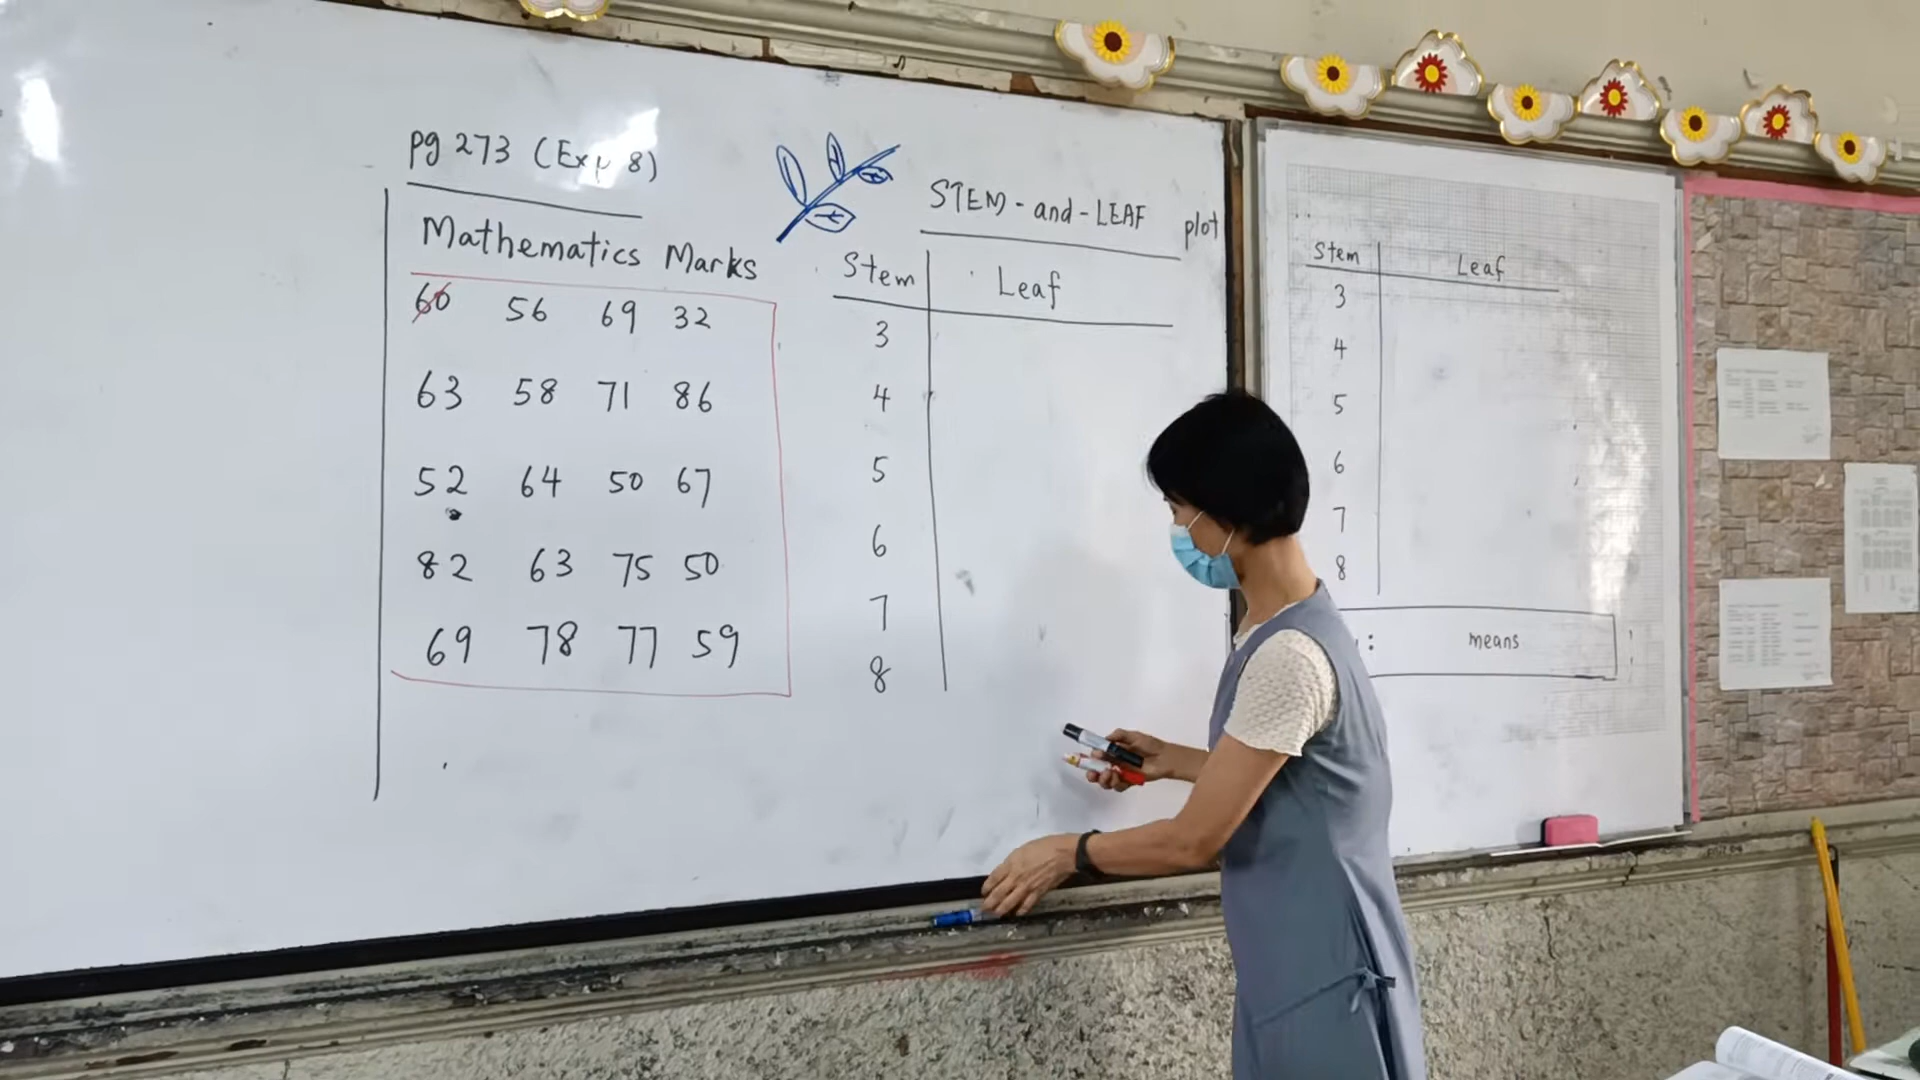 pg 273 (Exp 8)
Mathematics Marks
60 56 69 32
63 58 71 86
52 64 50 67
82 63 75 50
69 78 77 59
STEM-and-LEAF plot
Stem Leaf
3
4
5
6
7
8
Stem Leaf
3
4
5
6
7
8
: means